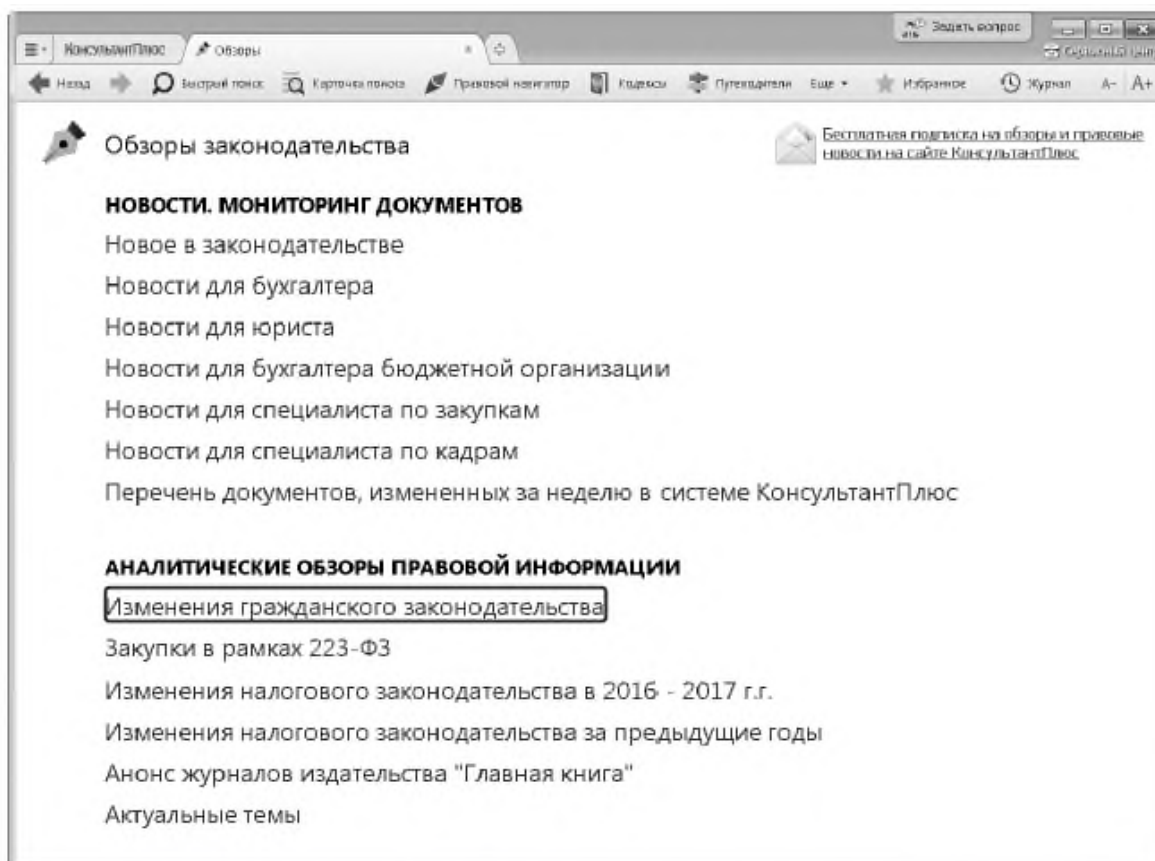 Задать вопрос
КонсультантПлюс Обзоры
Сервисный центр
Назад Быстрый поиск Карточка поиска Правовой навигатор Кодексы Путеводители Еще Избранное Журнал А- А+
Обзоры законодательства
Бесплатная подписка на обзоры и правовые
новости на сайте КонсультантПлюс
НОВОСТИ. МОНИТОРИНГ ДОКУМЕНТОВ
Новое в законодательстве
Новости для бухгалтера
Новости для юриста
Новости для бухгалтера бюджетной организации
Новости для специалиста по закупкам
Новости для специалиста по кадрам
Перечень документов, измененных за неделю в системе КонсультантПлюс
АНАЛИТИЧЕСКИЕ ОБЗОРЫ ПРАВОВОЙ ИНФОРМАЦИИ
Изменения гражданского законодательства
Закупки в рамках 223-ФЗ
Изменения налогового законодательства в 2016 - 2017 г.г.
Изменения налогового законодательства за предыдущие годы
Анонс журналов издательства "Главная книга"
Актуальные темы